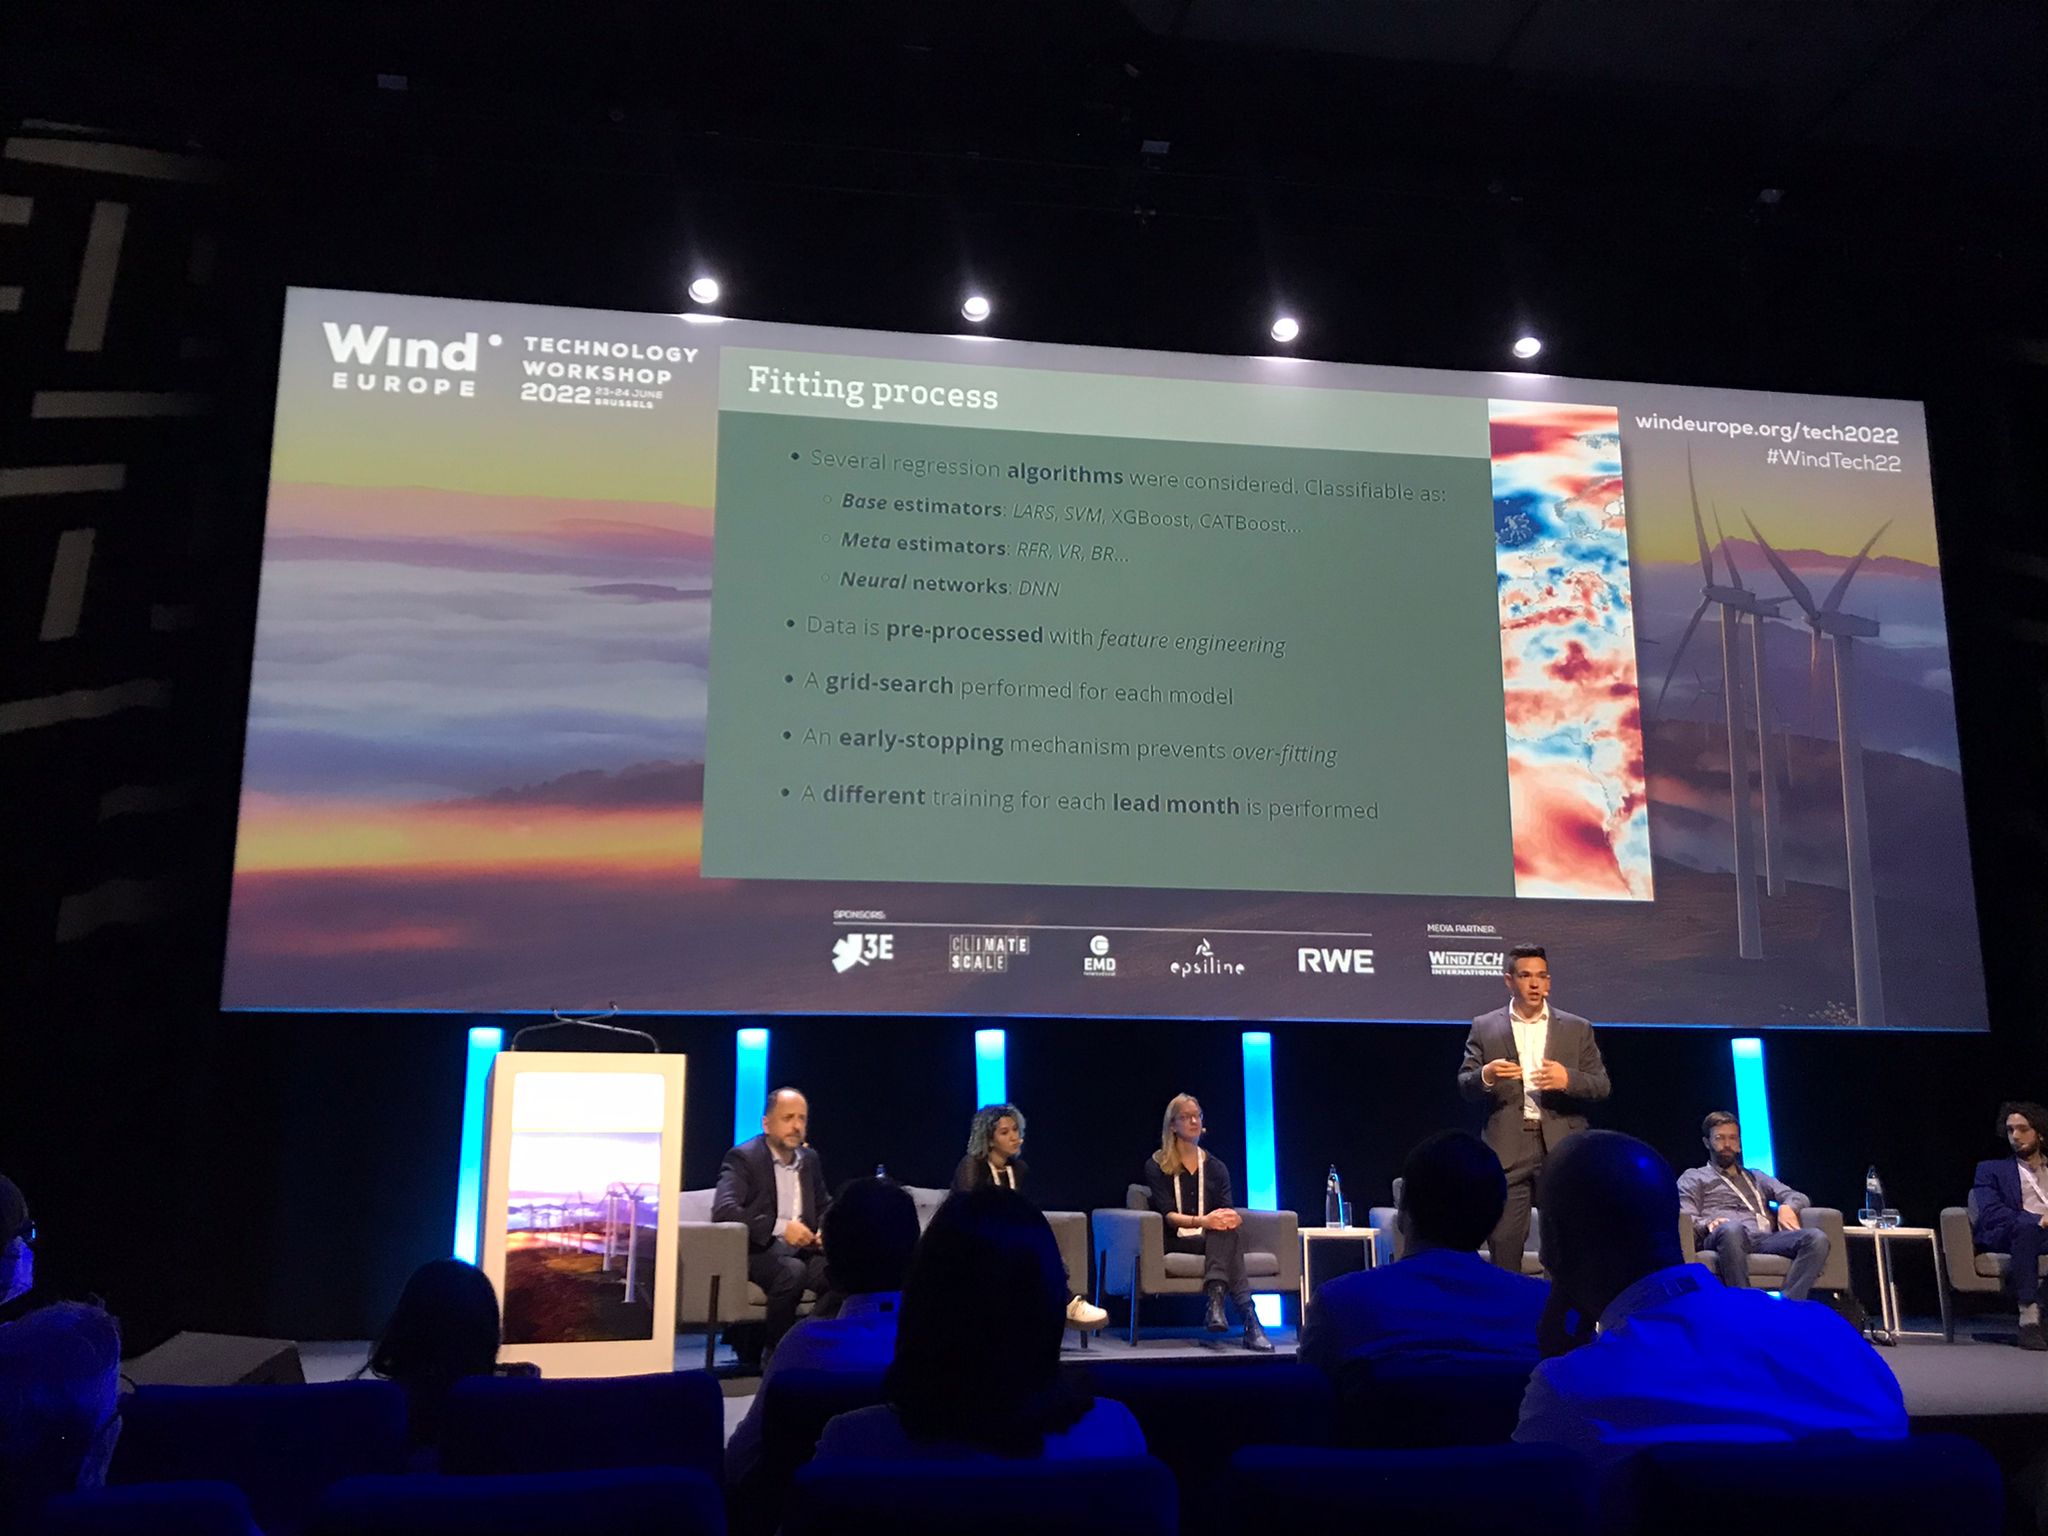 Wind
EUROPE
TECHNOLOGY
WORKSHOP
2022 23-24 JUNE
BRUSSELS
Fitting process
• Several regression algorithms were considered. Classifiable as:
○ Base estimators: LARS, SVM, XGBoost, CATBoost...
○ Meta estimators: RFR, VR, BR...
○ Neural networks: DNN
• Data is pre-processed with feature engineering
• A grid-search performed for each model
• An early-stopping mechanism prevents over-fitting
• A different training for each lead month is performed
windeurope.org/tech2022
#WindTech22
SPONSORS:
3E
CLIMATE
SCALE
EMD
International
epsiline
RWE
MEDIA PARTNER:
WINDTECH
INTERNATIONAL